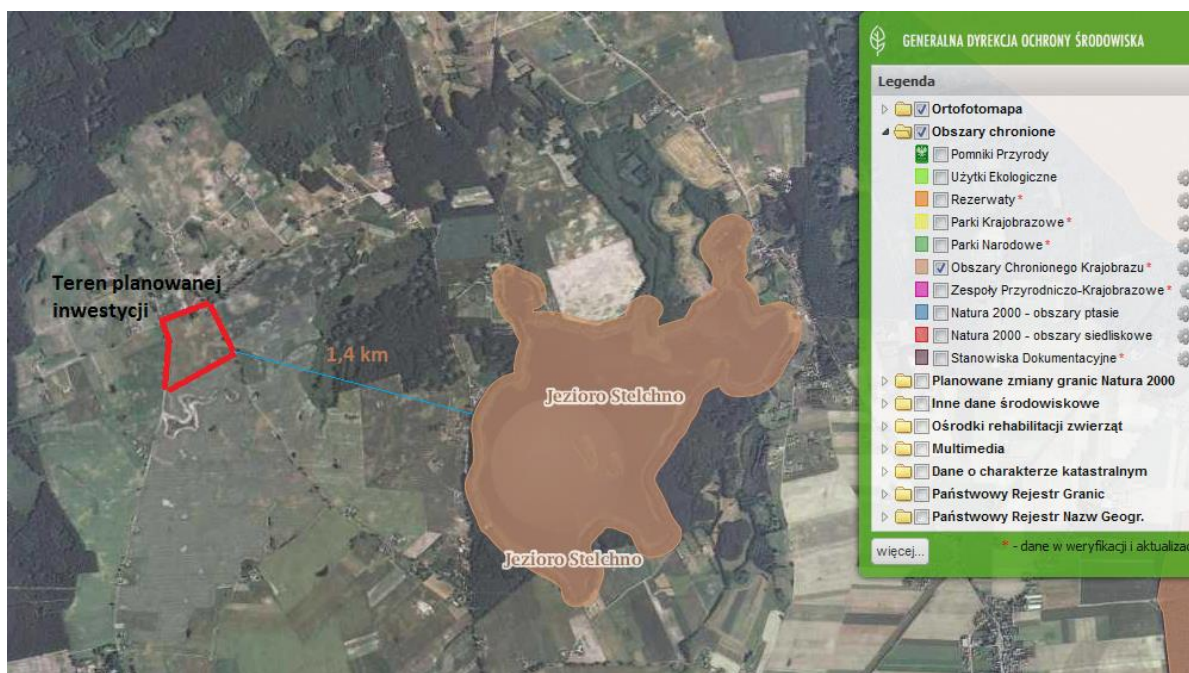 Teren planowanej
inwestycji
1,4 km
Jezioro Stelchno
Jezioro Stelchno
GENERALNA DYREKCJA OCHRONY ŚRODOWISKA
Legenda
Ortofotomapa
Obszary chronione
Pomniki Przyrody
Użytki Ekologiczne
Rezerwaty *
Parki Krajobrazowe *
Parki Narodowe *
Obszary Chronionego Krajobrazu *
Zespoły Przyrodniczo-Krajobrazowe *
Natura 2000 - obszary ptasie
Natura 2000 - obszary siedliskowe
Stanowiska Dokumentacyjne *
Planowane zmiany granic Natura 2000
Inne dane środowiskowe
Ośrodki rehabilitacji zwierząt
Multimedia
Dane o charakterze katastralnym
Państwowy Rejestr Granic
Państwowy Rejestr Nazw Geogr.
więcej...
* - dane w weryfikacji i aktualizac